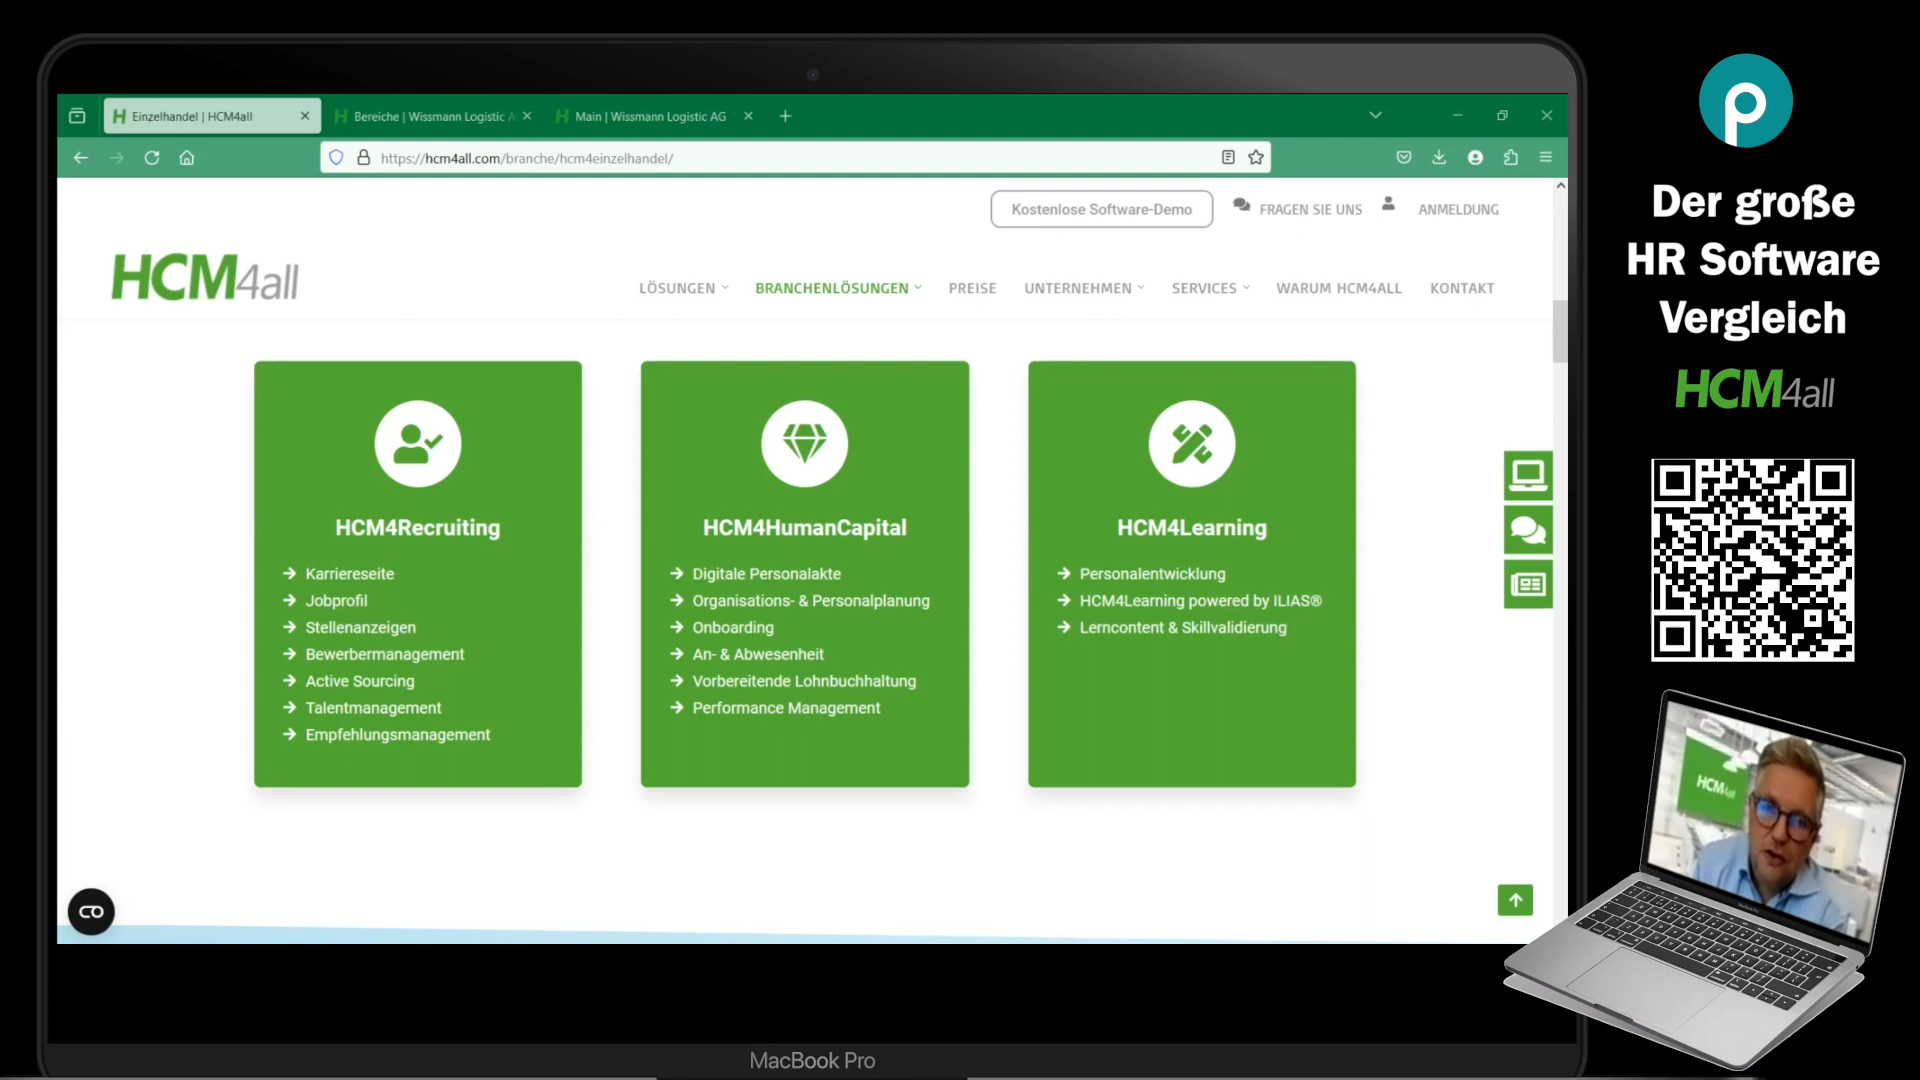 Einzelhandel | HCM4all
Bereiche | Wissmann Logistic A
Main | Wissmann Logistic AG
https://hcm4all.com/branche/hcm4einzelhandel/
Kostenlose Software-Demo
FRAGEN SIE UNS
ANMELDUNG
HCM4all
LÖSUNGEN
BRANCHENLÖSUNGEN
PREISE
UNTERNEHMEN
SERVICES
WARUM HCM4ALL
KONTAKT
HCM4Recruiting
Karriereseite
Jobprofil
Stellenanzeigen
Bewerbermanagement
Active Sourcing
Talentmanagement
Empfehlungsmanagement
HCM4HumanCapital
Digitale Personalakte
Organisations- & Personalplanung
Onboarding
An- & Abwesenheit
Vorbereitende Lohnbuchhaltung
Performance Management
HCM4Learning
Personalentwicklung
HCM4Learning powered by ILIAS®
Lerncontent & Skillvalidierung
MacBook Pro
p
Der große
HR Software
Vergleich
HCM4all
HCM4all